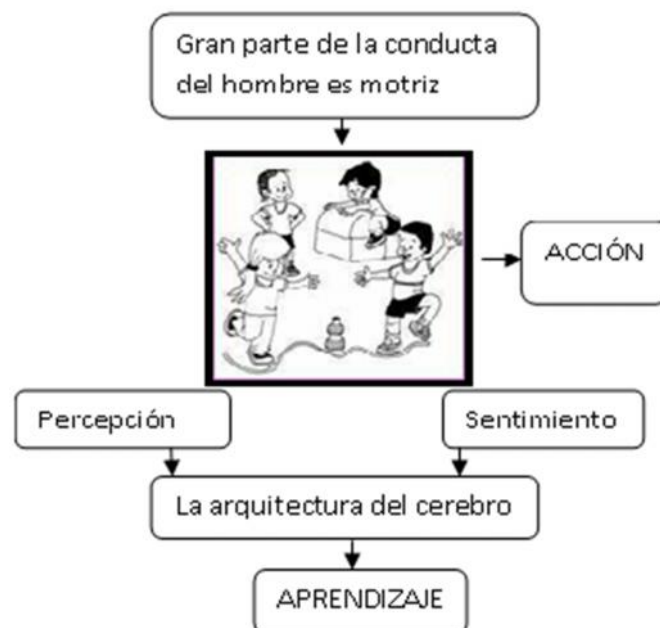 Gran parte de la conducta
del hombre es motriz
ACCIÓN
Percepción
Sentimiento
La arquitectura del cerebro
APRENDIZAJE